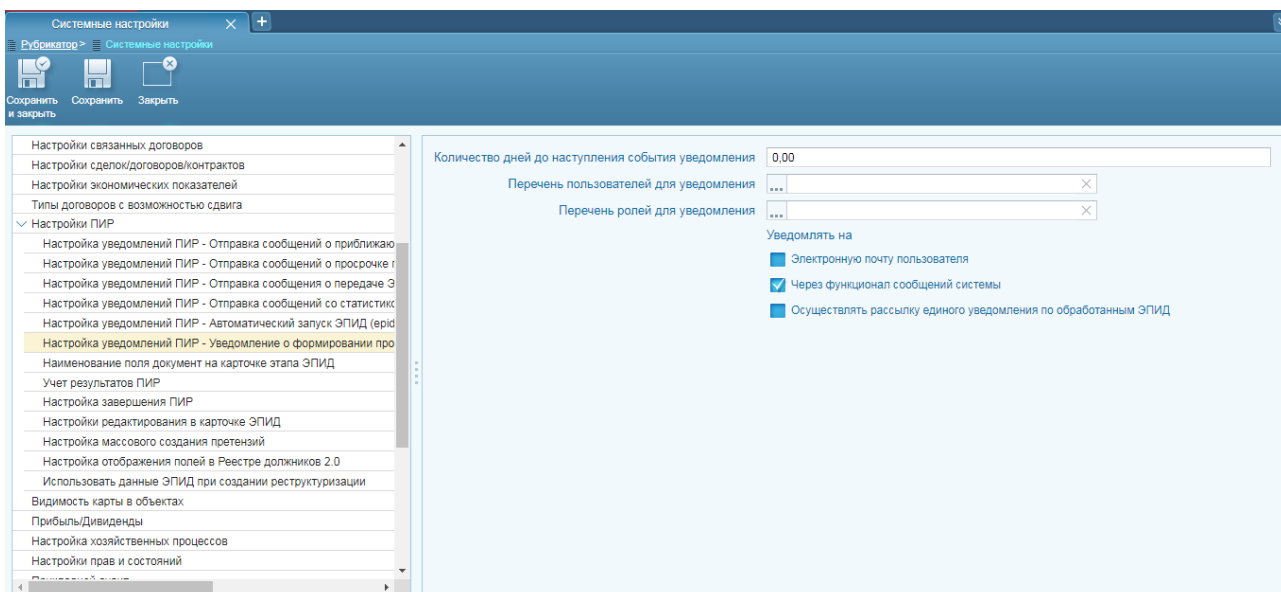 Системные настройки
Рубрикатор > Системные настройки
Сохранить и закрыть
Сохранить
Закрыть
Настройки связанных договоров
Настройки сделок/договоров/контрактов
Настройки экономических показателей
Типы договоров с возможностью сдвига
Настройки ПИР
Настройка уведомлений ПИР - Отправка сообщений о приближаю
Настройка уведомлений ПИР - Отправка сообщений о просрочке
Настройка уведомлений ПИР - Отправка сообщения о передаче Э
Настройка уведомлений ПИР - Отправка сообщений со статистико
Настройка уведомлений ПИР - Автоматический запуск ЭПИД (epid
Настройка уведомлений ПИР - Уведомление о формировании про
Наименование поля документ на карточке этапа ЭПИД
Учет результатов ПИР
Настройка завершения ПИР
Настройки редактирования в карточке ЭПИД
Настройка массового создания претензий
Настройка отображения полей в Реестре должников 2.0
Использовать данные ЭПИД при создании реструктуризации
Видимость карты в объектах
Прибыль/Дивиденды
Настройка хозяйственных процессов
Настройки прав и состояний
Количество дней до наступления события уведомления 0,00
Перечень пользователей для уведомления ...
Перечень ролей для уведомления ...
Уведомлять на
Электронную почту пользователя
Через функционал сообщений системы
Осуществлять рассылку единого уведомления по обработанным ЭПИД